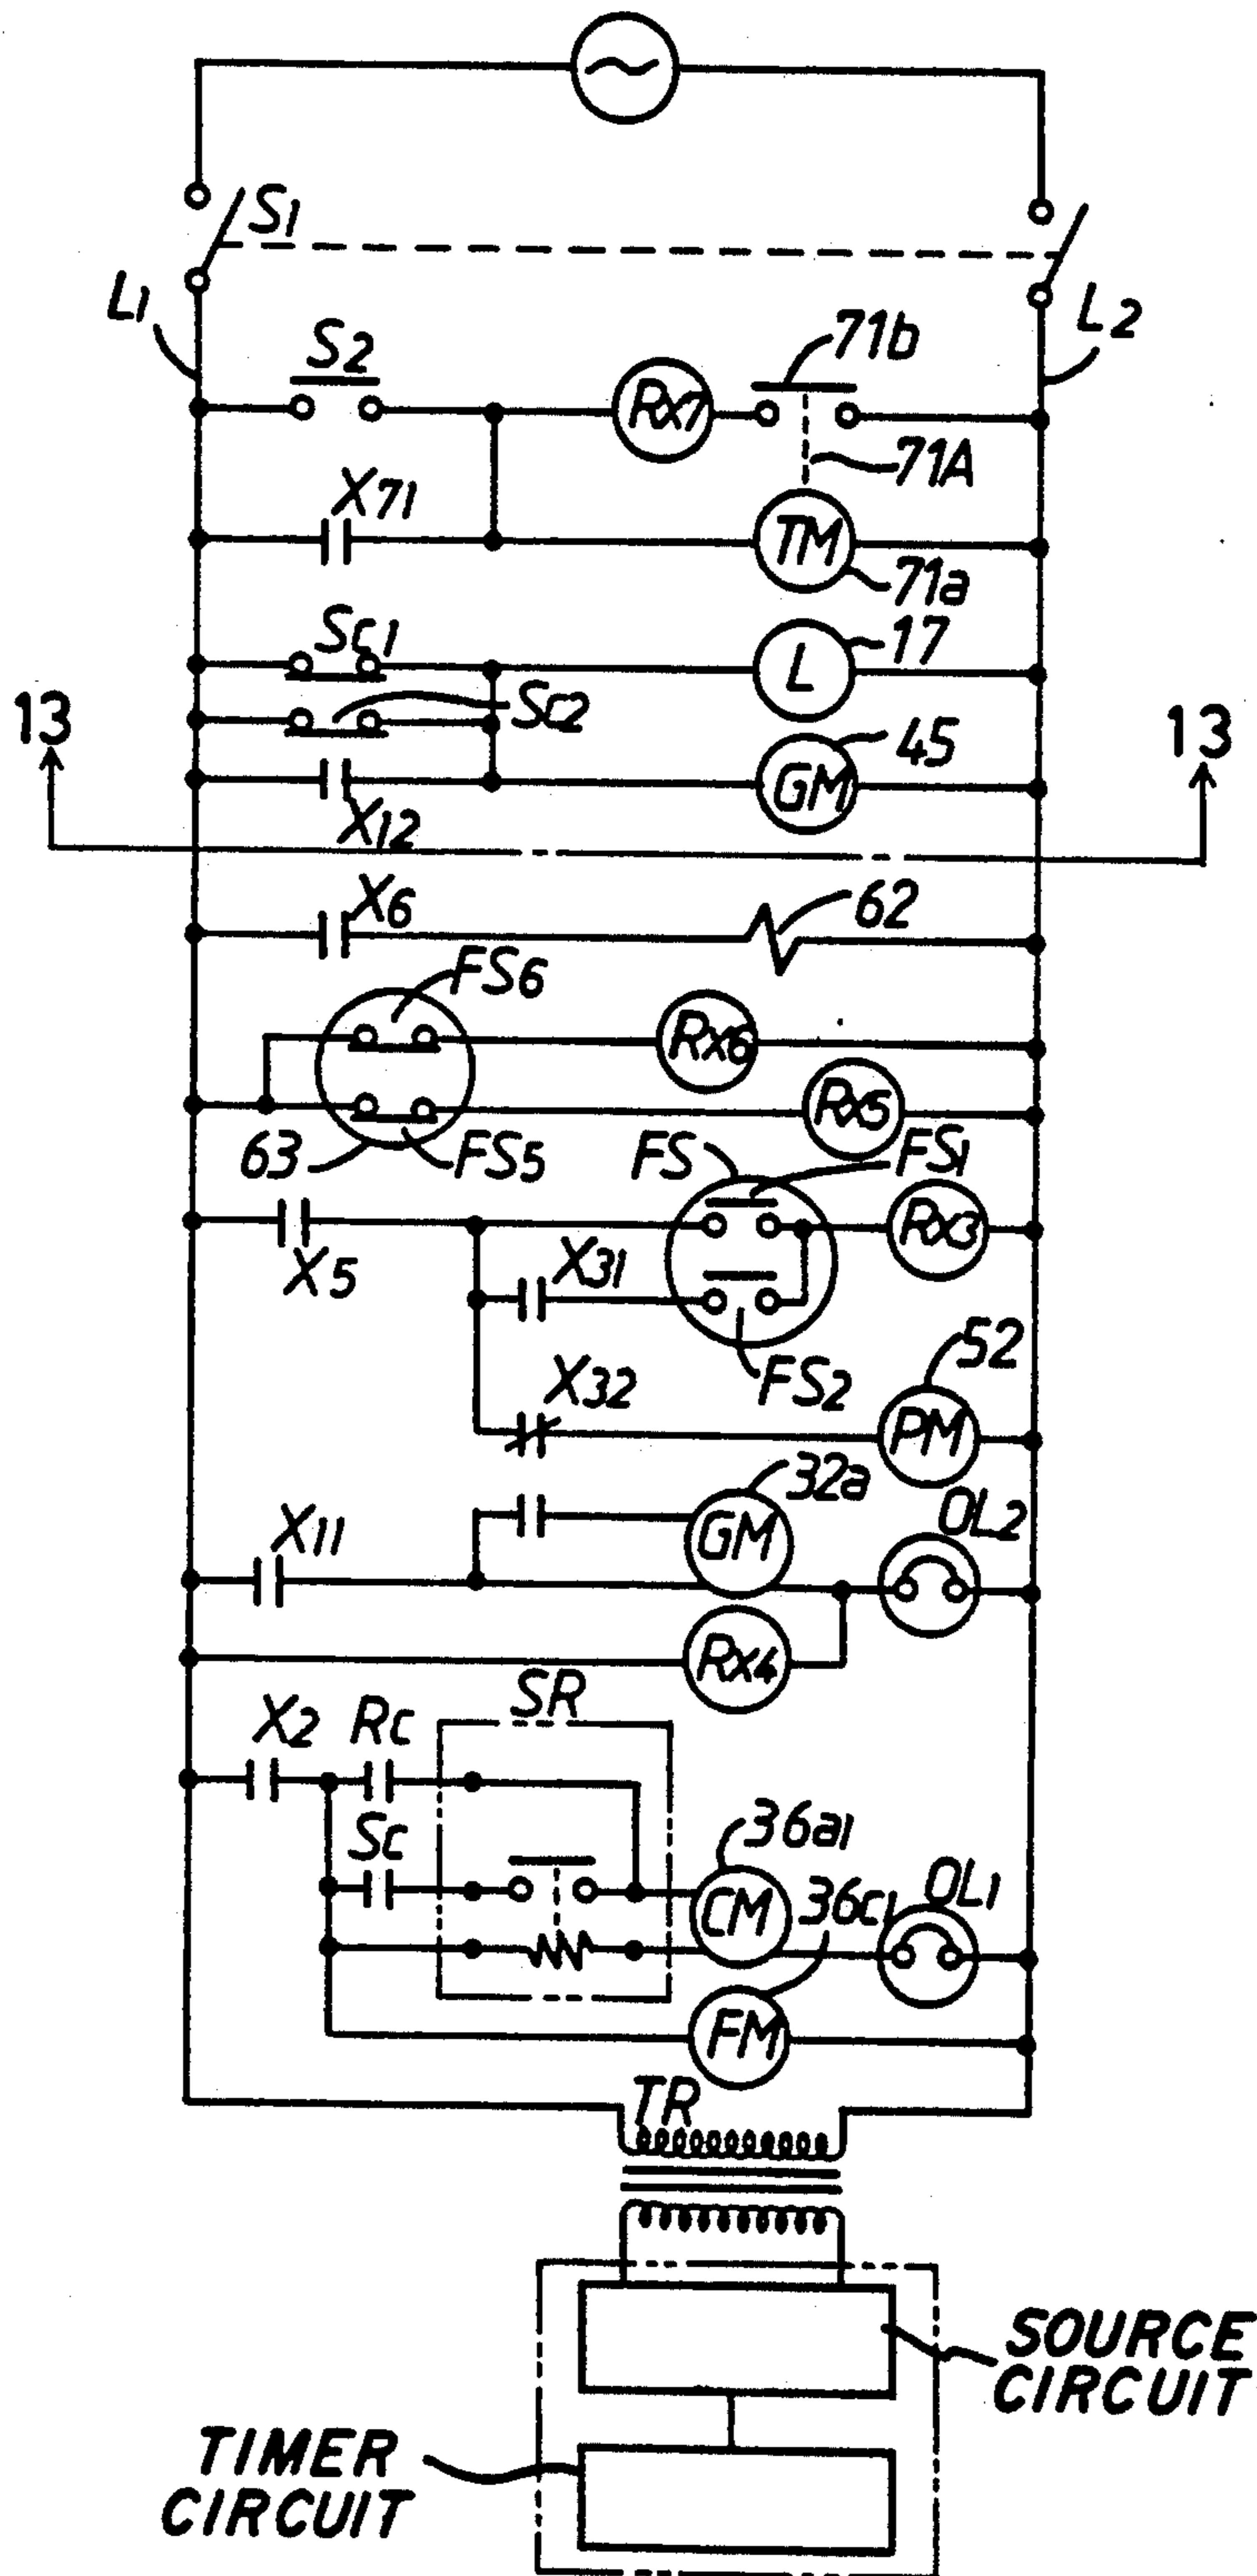 S1
L1
L2
S2
Rx7
71b
71A
X71
TM
71a
Sc1
L
17
Sc2
13
13
X12
GM
45
X6
62
FS6
Rx6
Rx5
63
FS5
FS
FS1
X5
X31
Rx3
FS2
X32
52
PM
32a
X11
GM
OL2
Rx4
SR
X2
Rc
Sc
36a1
CM
36c1
OL1
FM
TR
SOURCE
CIRCUIT
TIMER
CIRCUIT